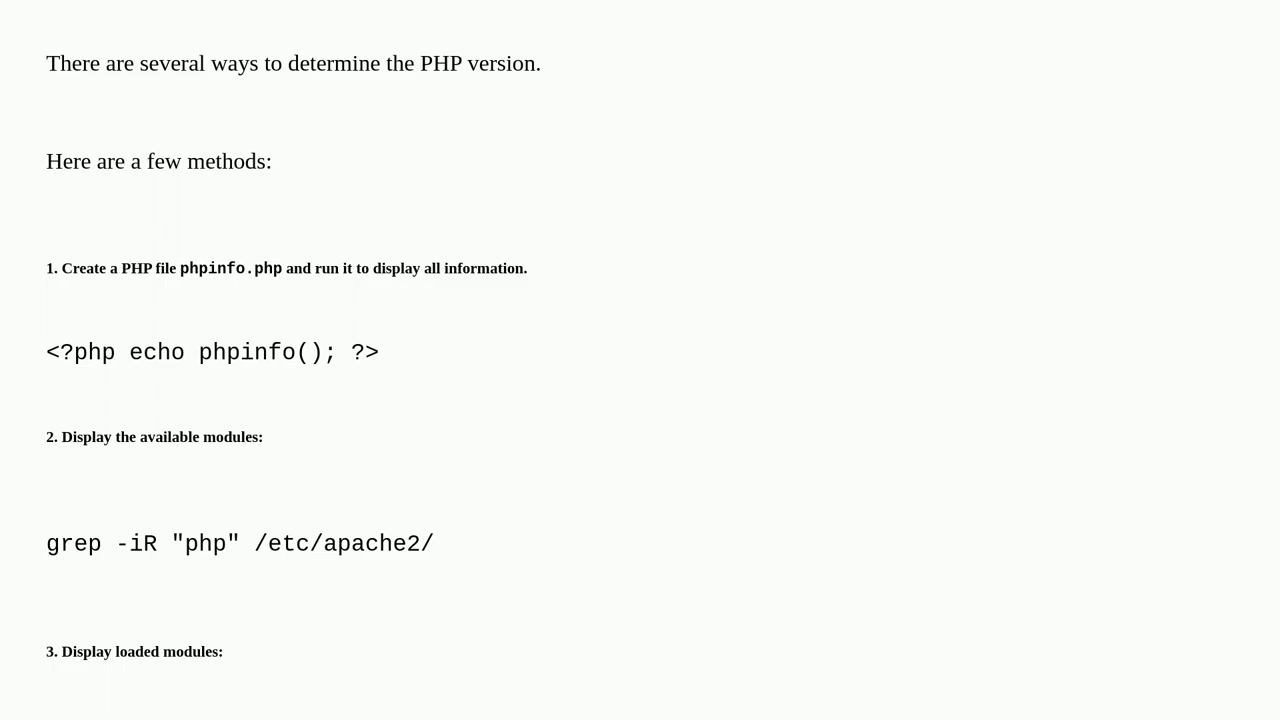 There are several ways to determine the PHP version.
Here are a few methods:
1. Create a PHP file phpinfo.php and run it to display all information.
<?php echo phpinfo(); ?>
2. Display the available modules:
grep -iR "php" /etc/apache2/
3. Display loaded modules: